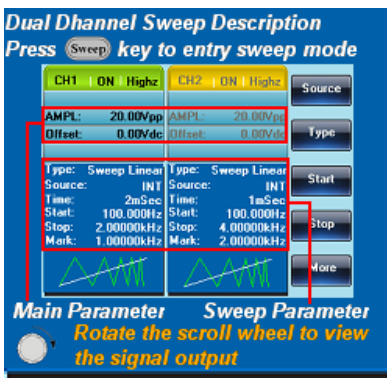 Dual Dhannel Sweep Description
Press Sweep key to entry sweep mode
CH1 ON Highz CH2 ON Highz Source
AMPL: 20.00Vpp AMPL: 20.00Vpp
Offset: 0.00Vdc Offset: 0.00Vdc Type
Type: Sweep Linear Type: Sweep Linear
Source: INT Source: INT Start
Time: 2mSec Time: 1mSec
Start: 100.000Hz Start: 100.000Hz
Stop: 2.00000kHz Stop: 4.00000kHz Stop
Mark: 1.00000kHz Mark: 2.00000kHz
More
Main Parameter Sweep Parameter
Rotate the scroll wheel to view
the signal output